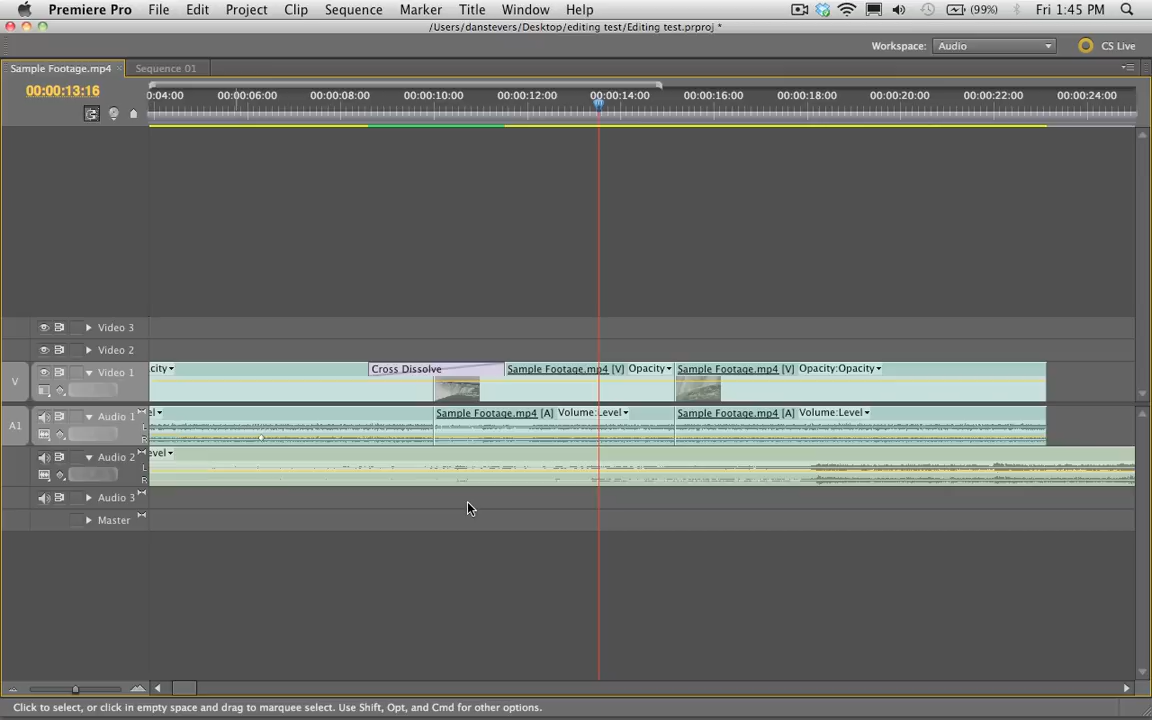 Premiere Pro File Edit Project Clip Sequence Marker Title Window Help (99%) Fri 1:45 PM
/Users/danstevers/Desktop/editing test/Editing test.prproj *
Workspace: Audio CS Live
Sample Footage.mp4 Sequence 01
00:00:13:16
0:04:00 00:00:06:00 00:00:08:00 00:00:10:00 00:00:12:00 00:00:14:00 00:00:16:00 00:00:18:00 00:00:20:00 00:00:22:00 00:00:24:00
Video 3
Video 2
V Video 1 city Cross Dissolve Sample Footage.mp4 [V] Opacity Sample Footage.mp4 [V] Opacity:Opacity
A1 Audio 1 L R el Sample Footage.mp4 [A] Volume:Level Sample Footage.mp4 [A] Volume:Level
Audio 2 L R evel
Audio 3
Master
Click to select, or click in empty space and drag to marquee select. Use Shift, Opt, and Cmd for other options.